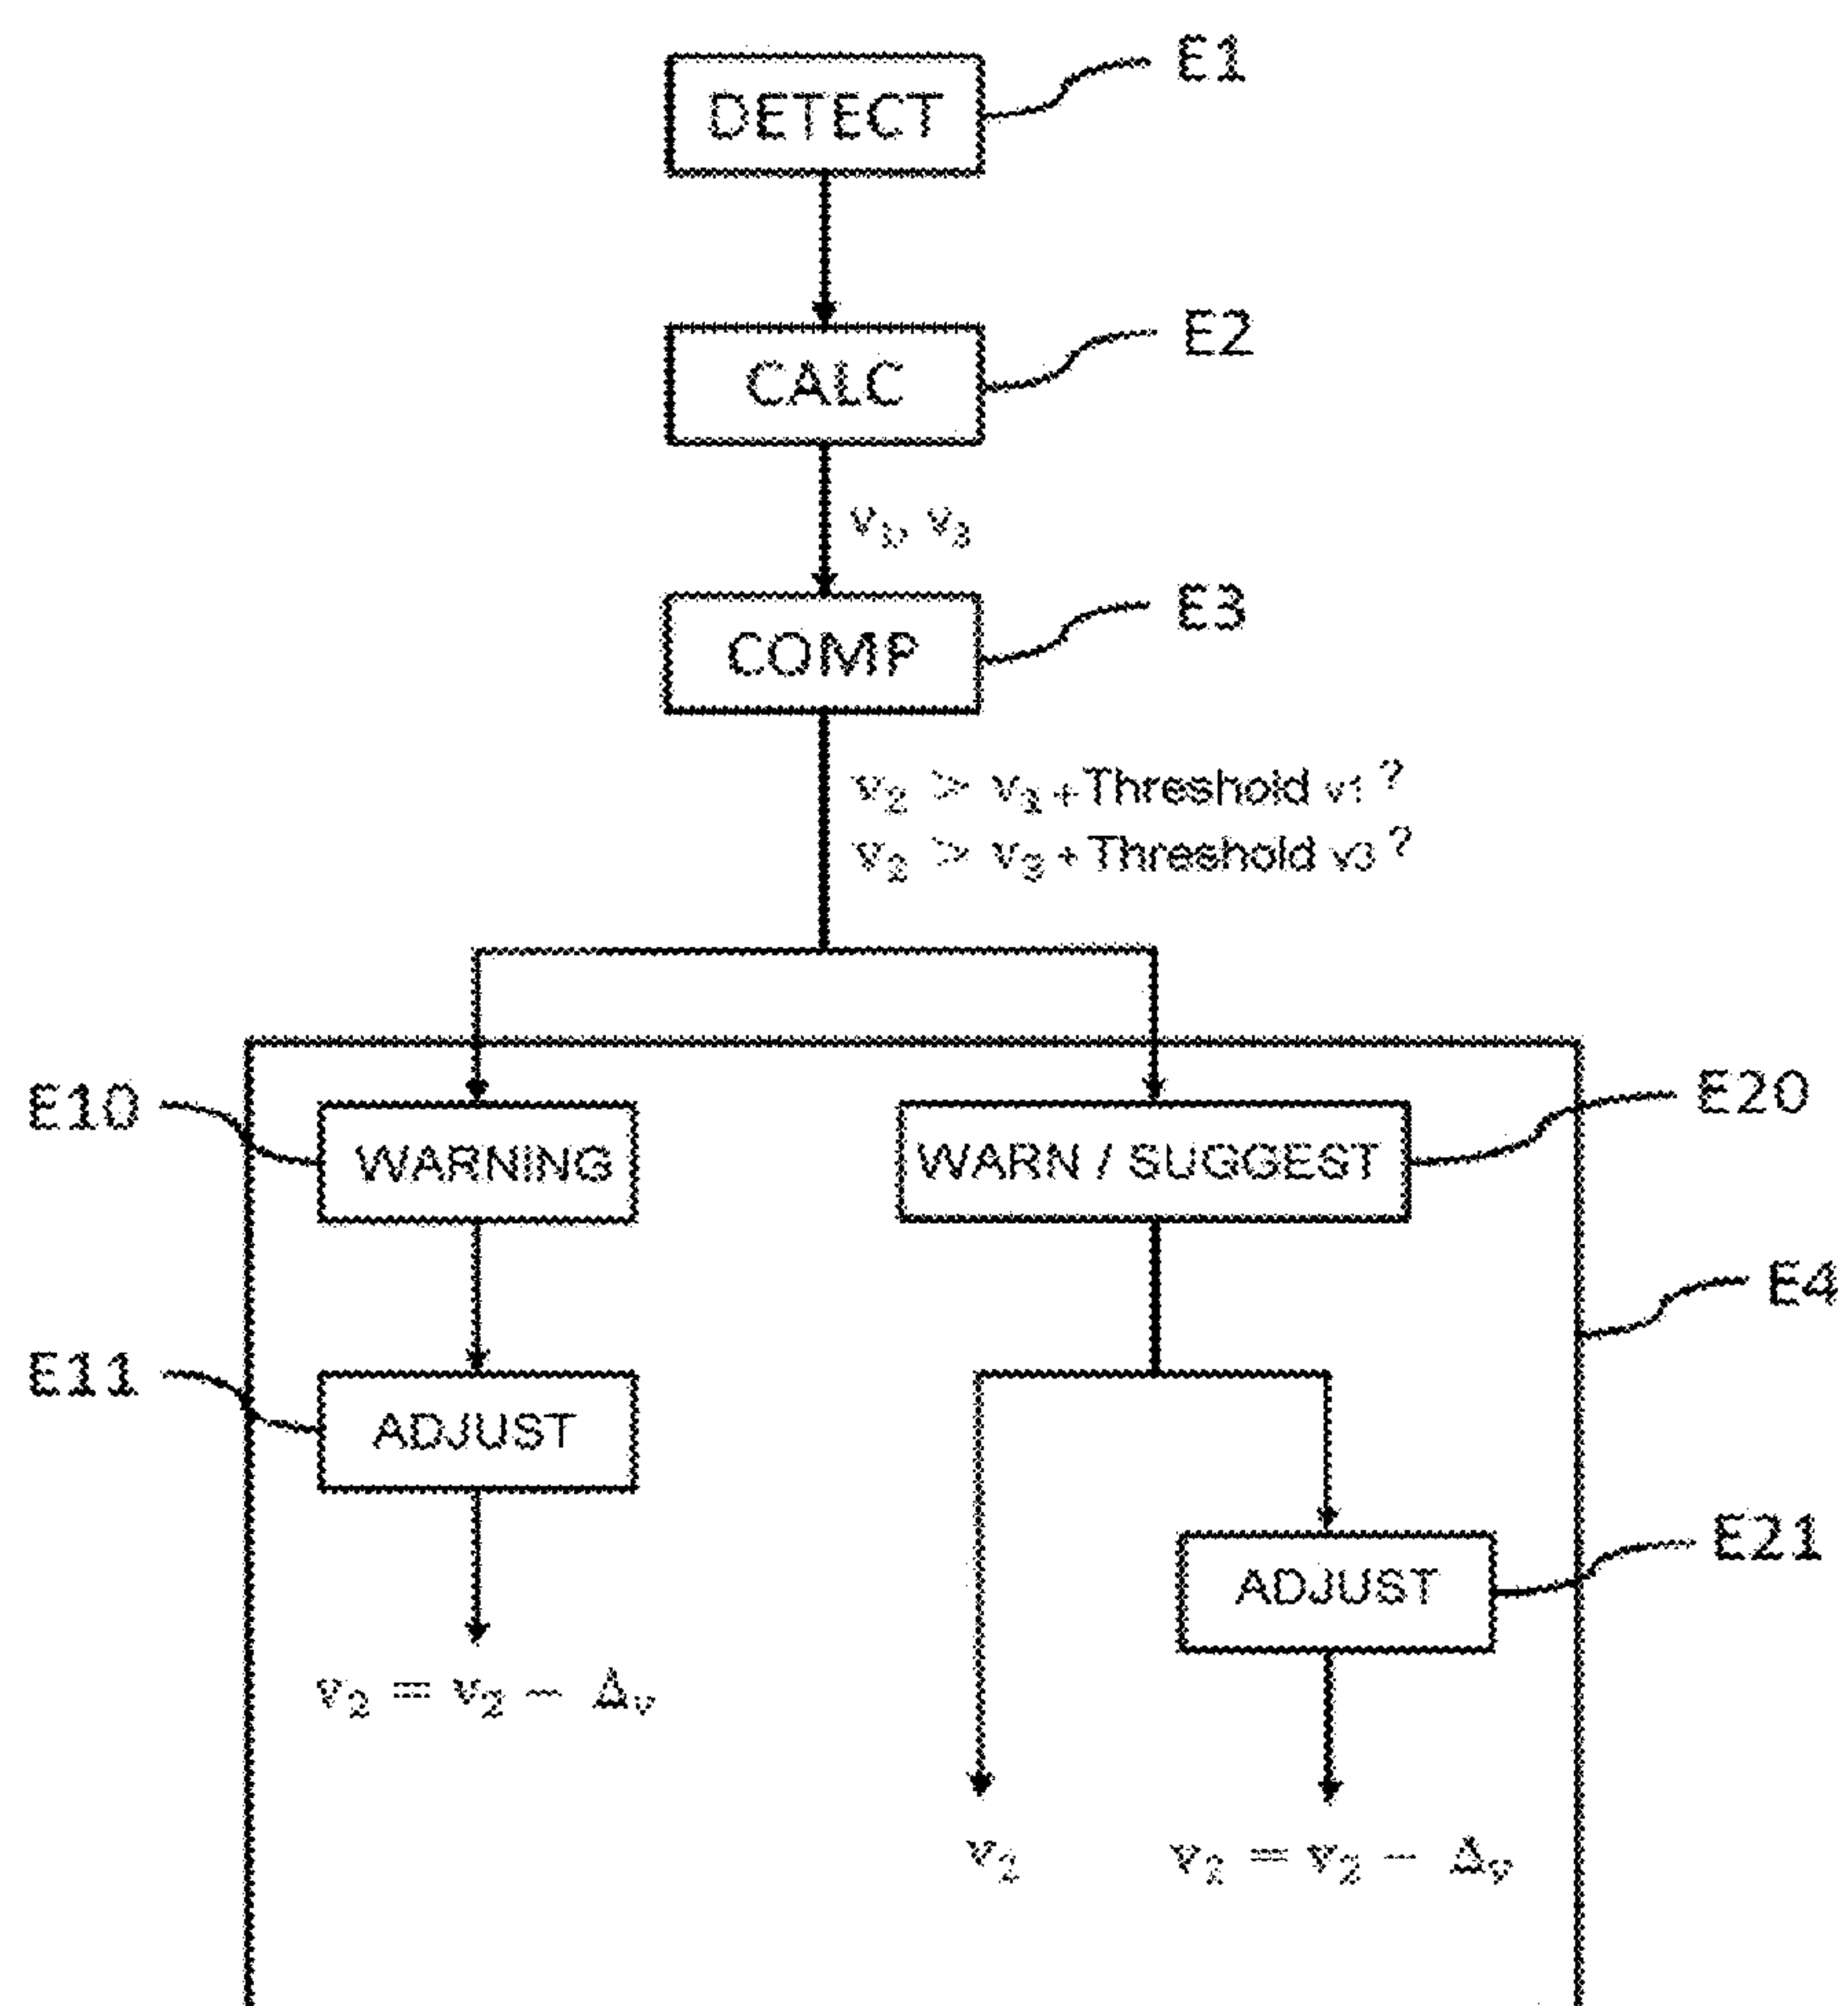 DETECT
E1
CALC
E2
v₁, v₃
COMP
E3
v₂ > v₁ + Threshold v1 ?
v₂ > v₃ + Threshold v3 ?
E10
WARNING
WARN / SUGGEST
E20
E4
E11
ADJUST
ADJUST
E21
v₂ = v₂ − Δᵥ
v₂
v₂ = v₂ − Δᵥ